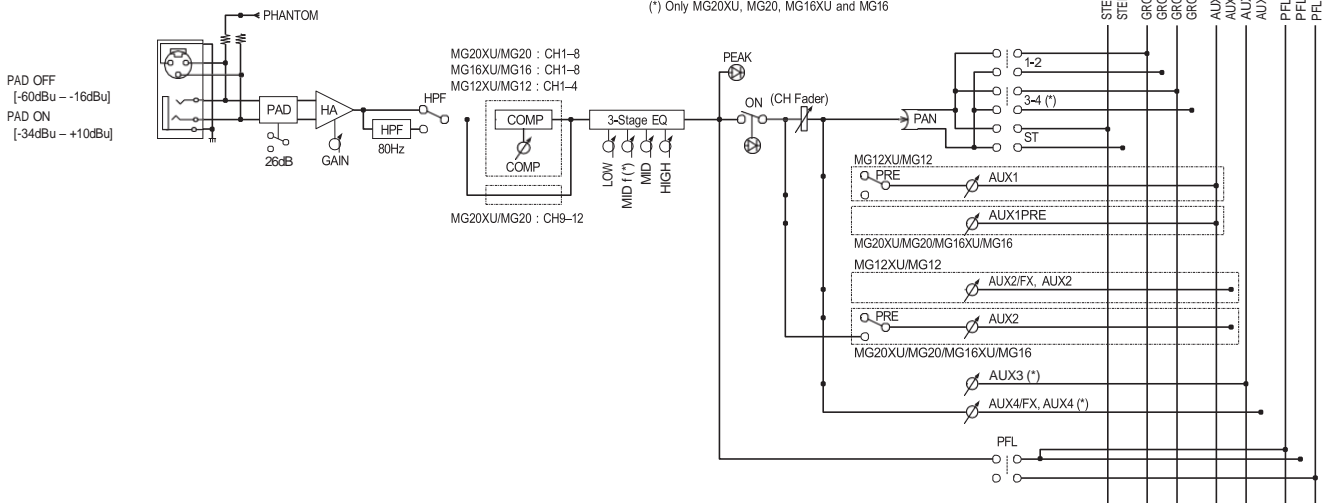 (*) Only MG20XU, MG20, MG16XU and MG16
PHANTOM
PAD OFF
[-60dBu – -16dBu]
PAD ON
[-34dBu – +10dBu]
PAD
26dB
HA
GAIN
HPF
HPF
80Hz
MG20XU/MG20 : CH1–8
MG16XU/MG16 : CH1–8
MG12XU/MG12 : CH1–4
COMP
COMP
MG20XU/MG20 : CH9–12
3-Stage EQ
LOW
MID f (*)
MID
HIGH
PEAK
ON
(CH Fader)
PAN
1-2
3-4 (*)
ST
MG12XU/MG12
PRE
AUX1
AUX1PRE
MG20XU/MG20/MG16XU/MG16
MG12XU/MG12
AUX2/FX, AUX2
PRE
AUX2
MG20XU/MG20/MG16XU/MG16
AUX3 (*)
AUX4/FX, AUX4 (*)
PFL
PFL
PFL
PFL